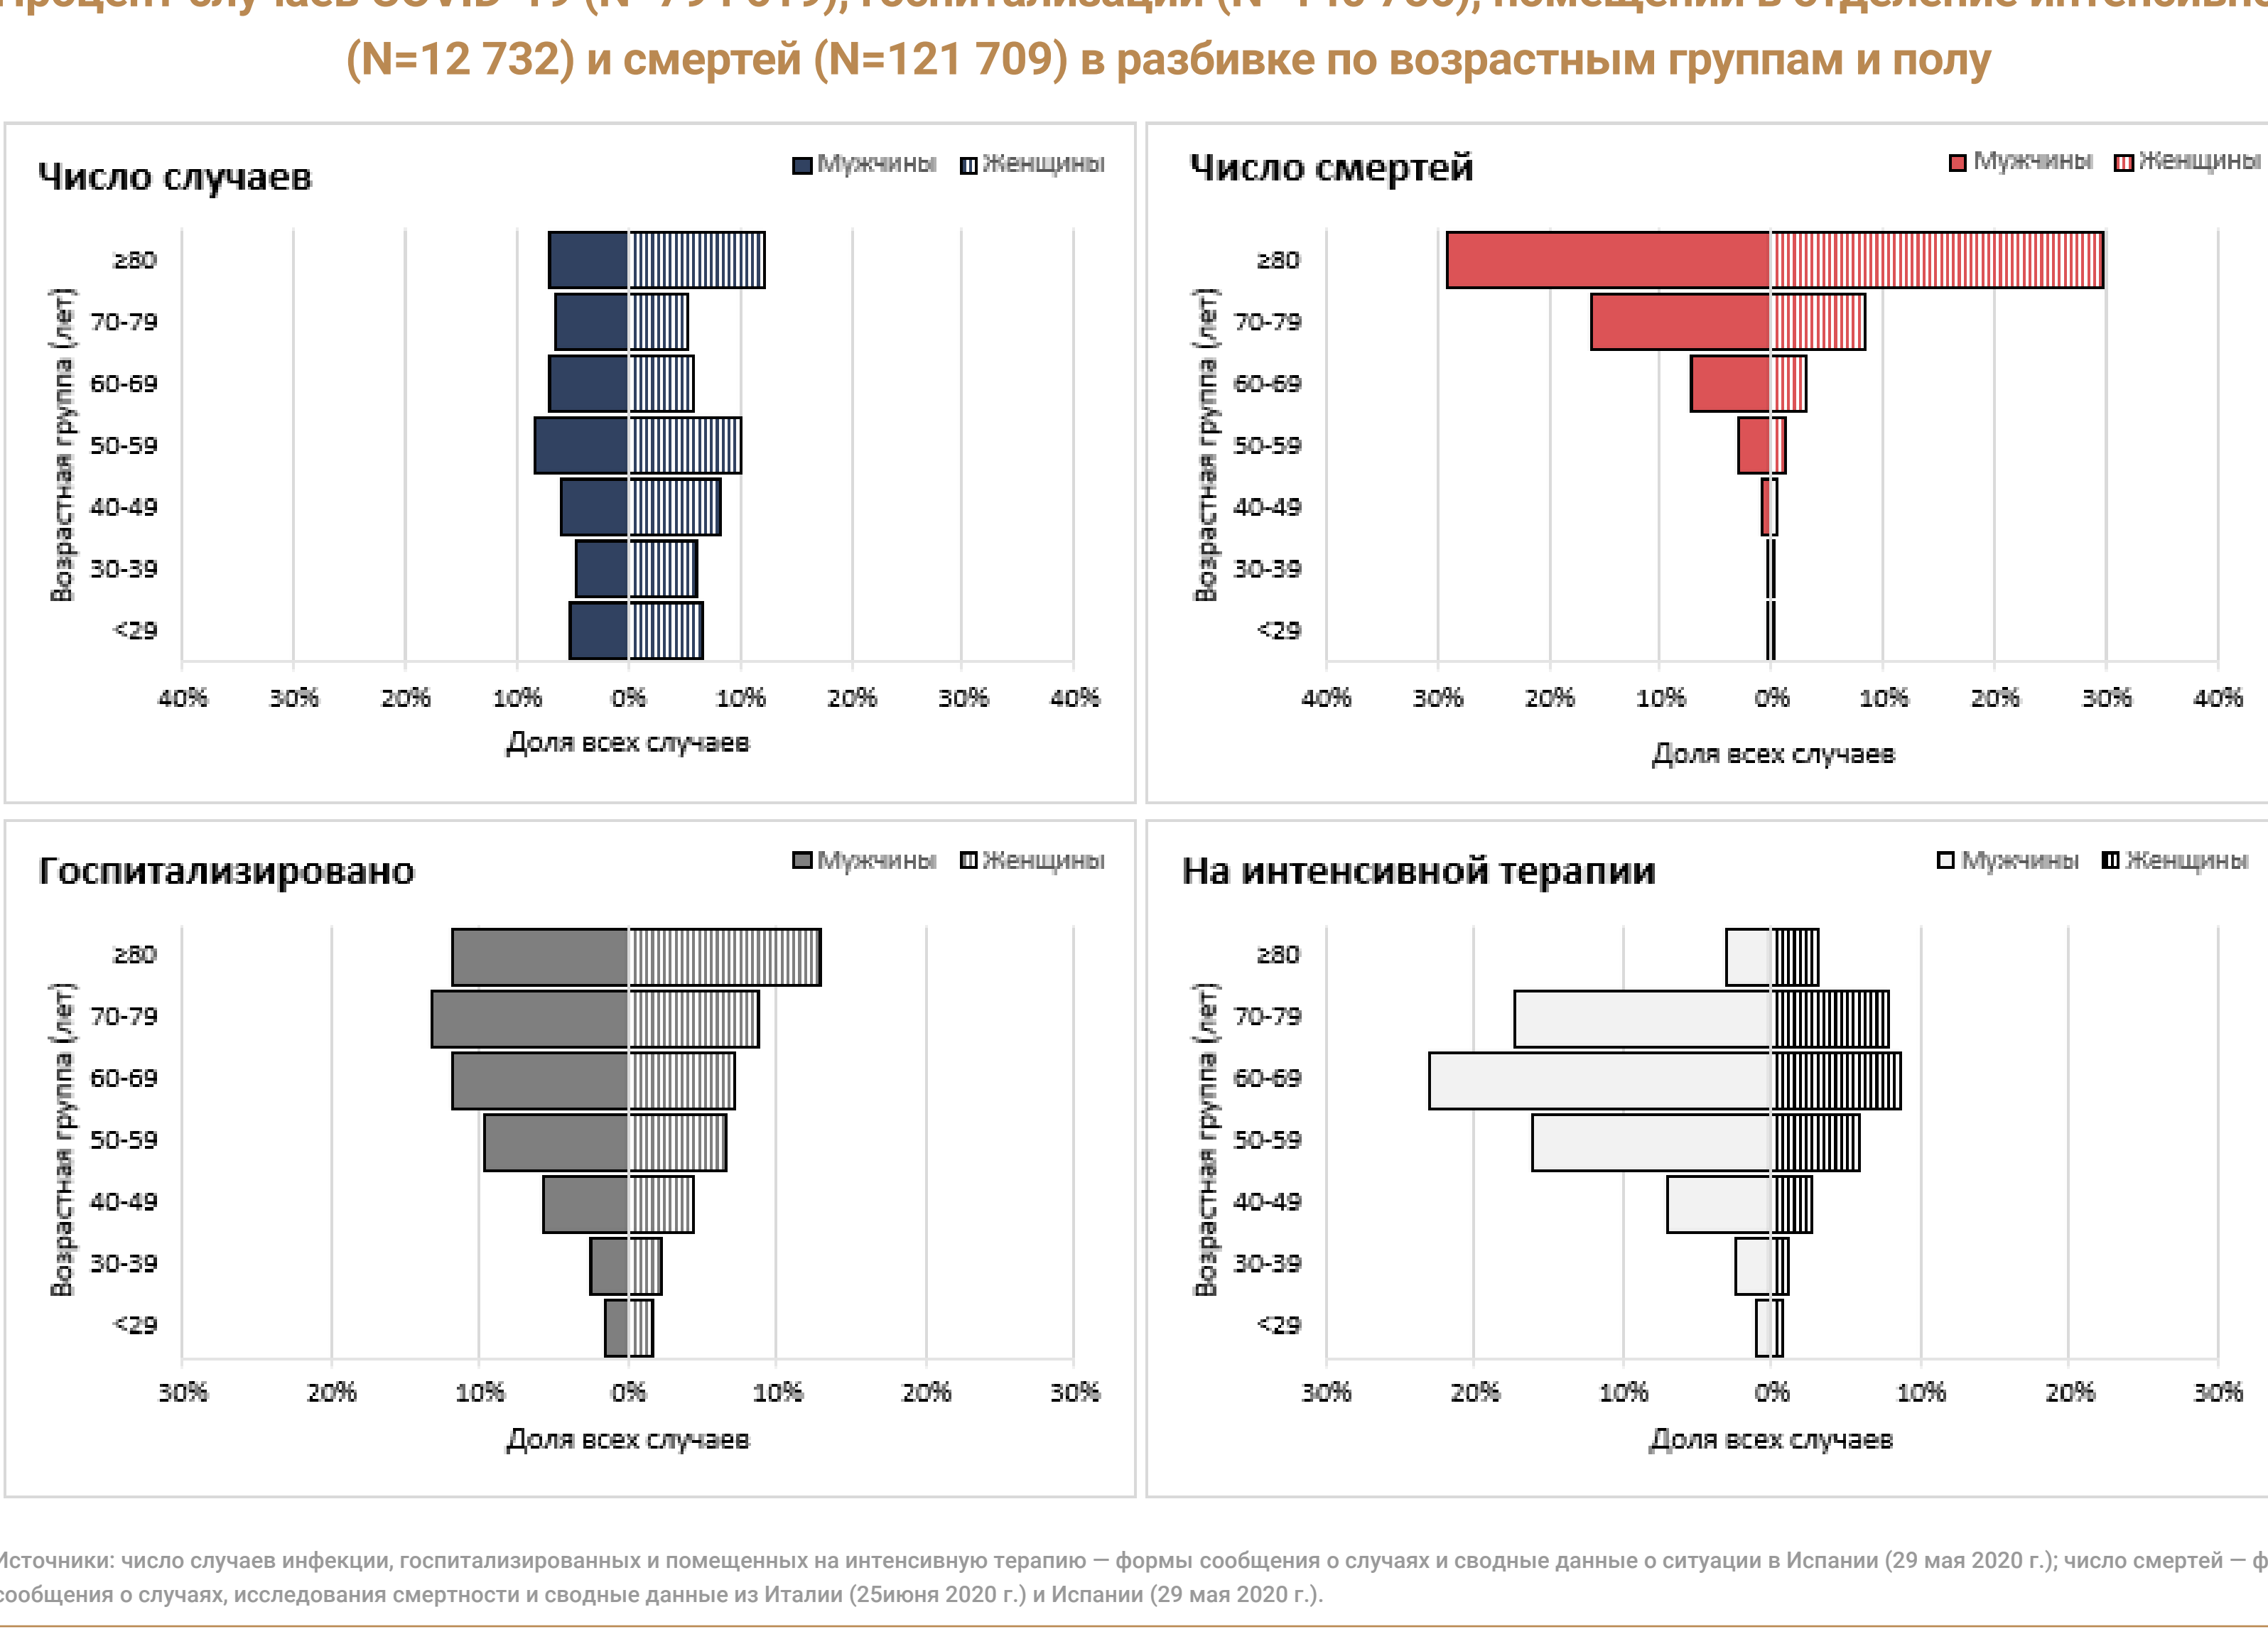 Процент случаев COVID-19 (N=794 819), госпитализаций
(N=12 732) и смертей (N=121 709) в разбивке по возрастным группам и полу
Число случаев
Мужчины Женщины
Возрастная группа (лет)
≥80
70-79
60-69
50-59
40-49
30-39
<29
40% 30% 20% 10% 0% 10% 20% 30% 40%
Доля всех случаев
Число смертей
Мужчины Женщины
Возрастная группа (лет)
≥80
70-79
60-69
50-59
40-49
30-39
<29
40% 30% 20% 10% 0% 10% 20% 30% 40%
Доля всех случаев
Госпитализировано
Мужчины Женщины
Возрастная группа (лет)
≥80
70-79
60-69
50-59
40-49
30-39
<29
30% 20% 10% 0% 10% 20% 30%
Доля всех случаев
На интенсивной терапии
Мужчины Женщины
Возрастная группа (лет)
≥80
70-79
60-69
50-59
40-49
30-39
<29
30% 20% 10% 0% 10% 20% 30%
Доля всех случаев
Источники: число случаев инфекции, госпитализированных и помещенных на интенсивную терапию — формы сообщения о случаях и сводные данные о ситуации в Испании (29 мая 2020 г.); число смертей —
сообщения о случаях, исследования смертности и сводные данные из Италии (25июня 2020 г.) и Испании (29 мая 2020 г.).